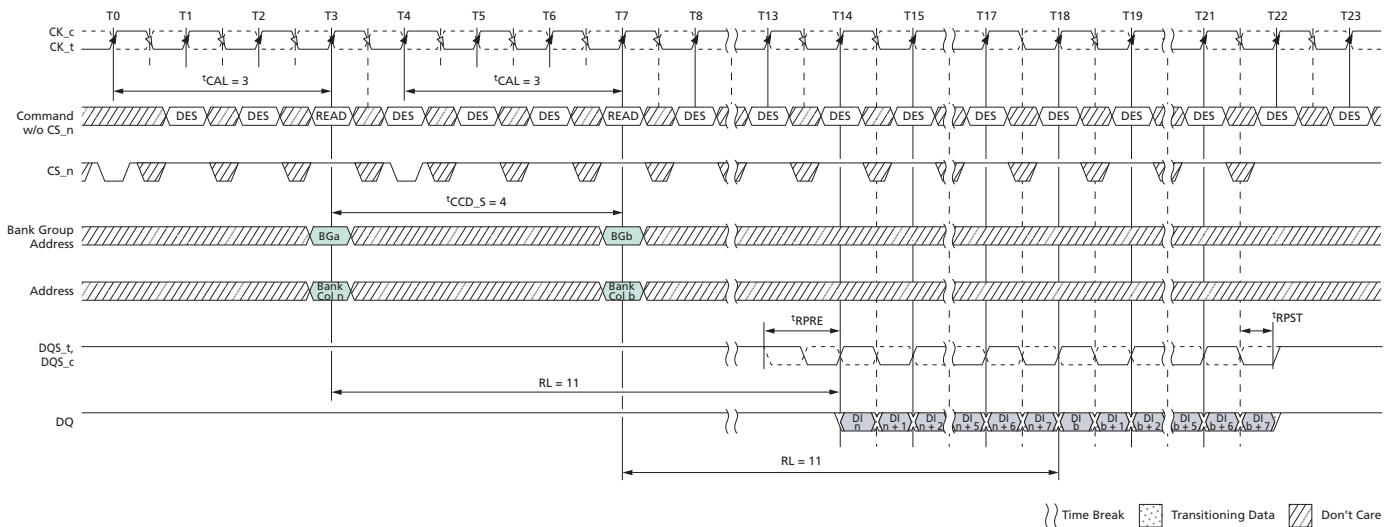 T0 T1 T2 T3 T4 T5 T6 T7 T8 T13 T14 T15 T17 T18 T19 T21 T22 T23
CK_c
CK_t
tCAL = 3 tCAL = 3
Command
w/o CS_n
DES DES READ DES DES DES READ DES DES DES DES DES DES DES DES DES DES
CS_n
tCCD_S = 4
Bank Group
Address
BGa BGb
Address
Bank
Col n
Bank
Col b
tRPRE tRPST
DQS_t,
DQS_c
RL = 11
DQ
DI
n
DI
n + 1
DI
n + 2
DI
n + 5
DI
n + 6
DI
n + 7
DI
b
DI
b + 1
DI
b + 2
DI
b + 5
DI
b + 6
DI
b + 7
RL = 11
Time Break Transitioning Data Don't Care